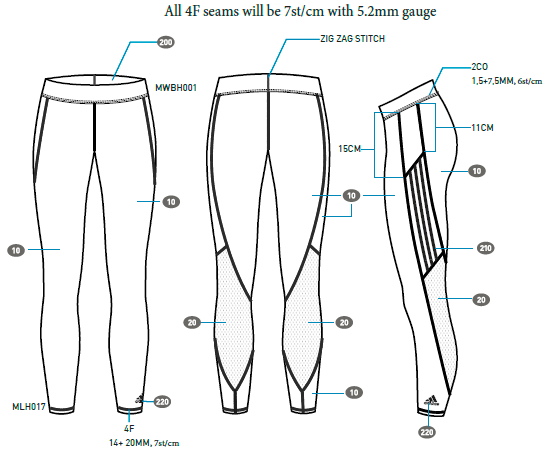 All 4F seams will be 7st/cm with 5.2mm gauge
ZIG ZAG STITCH
200
2CO
1,5+7,5MM, 6st/cm
MWBH001
11CM
15CM
10
10
10
10
210
20
20
20
10
220
MLH017
4F
14+ 20MM, 7st/cm
220
adidas
adidas